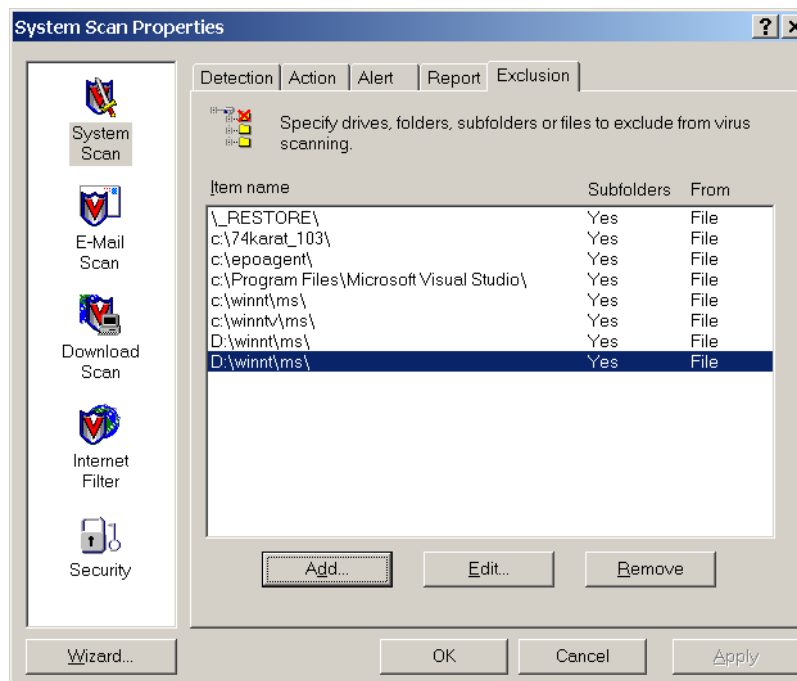 System Scan Properties
Detection Action Alert Report Exclusion
System
Scan
Specify drives, folders, subfolders or files to exclude from virus
scanning.
Item name Subfolders From
\_RESTORE\ Yes File
c:\74karat_103\ Yes File
c:\epoagent\ Yes File
c:\Program Files\Microsoft Visual Studio\ Yes File
c:\winnt\ms\ Yes File
c:\winntv\ms\ Yes File
D:\winnt\ms\ Yes File
D:\winnt\ms\ Yes File
E-Mail
Scan
Download
Scan
Internet
Filter
Security
Add... Edit... Remove
Wizard... OK Cancel Apply